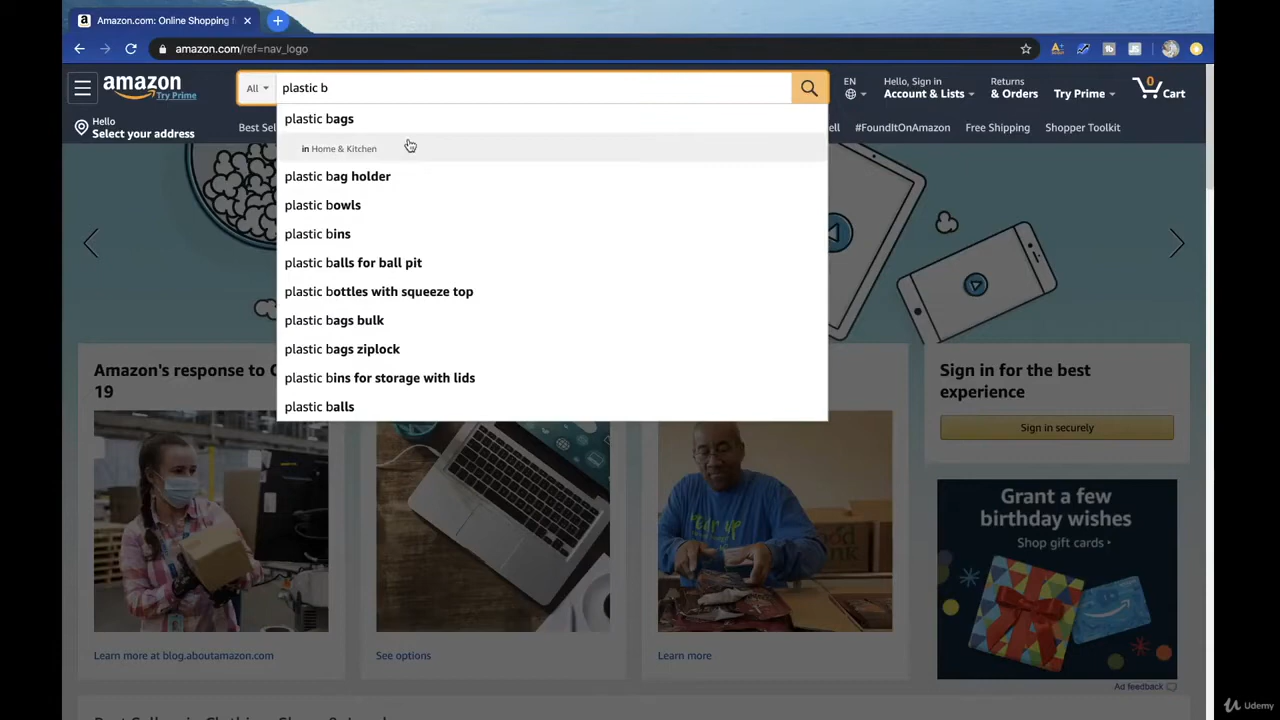 Amazon.com: Online Shopping f
amazon.com/ref=nav_logo
amazon
Try Prime
All
plastic b
EN
Hello, Sign in
Account & Lists
Returns
& Orders
Try Prime
0
Cart
Hello
Select your address
Best Sel
ell
#FoundItOnAmazon
Free Shipping
Shopper Toolkit
plastic bags
in Home & Kitchen
plastic bag holder
plastic bowls
plastic bins
plastic balls for ball pit
plastic bottles with squeeze top
plastic bags bulk
plastic bags ziplock
plastic bins for storage with lids
plastic balls
Amazon's response to C
19
Sign in for the best
experience
Sign in securely
Grant a few
birthday wishes
Shop gift cards
Learn more at blog.aboutamazon.com
See options
Learn more
Ad feedback
Udemy